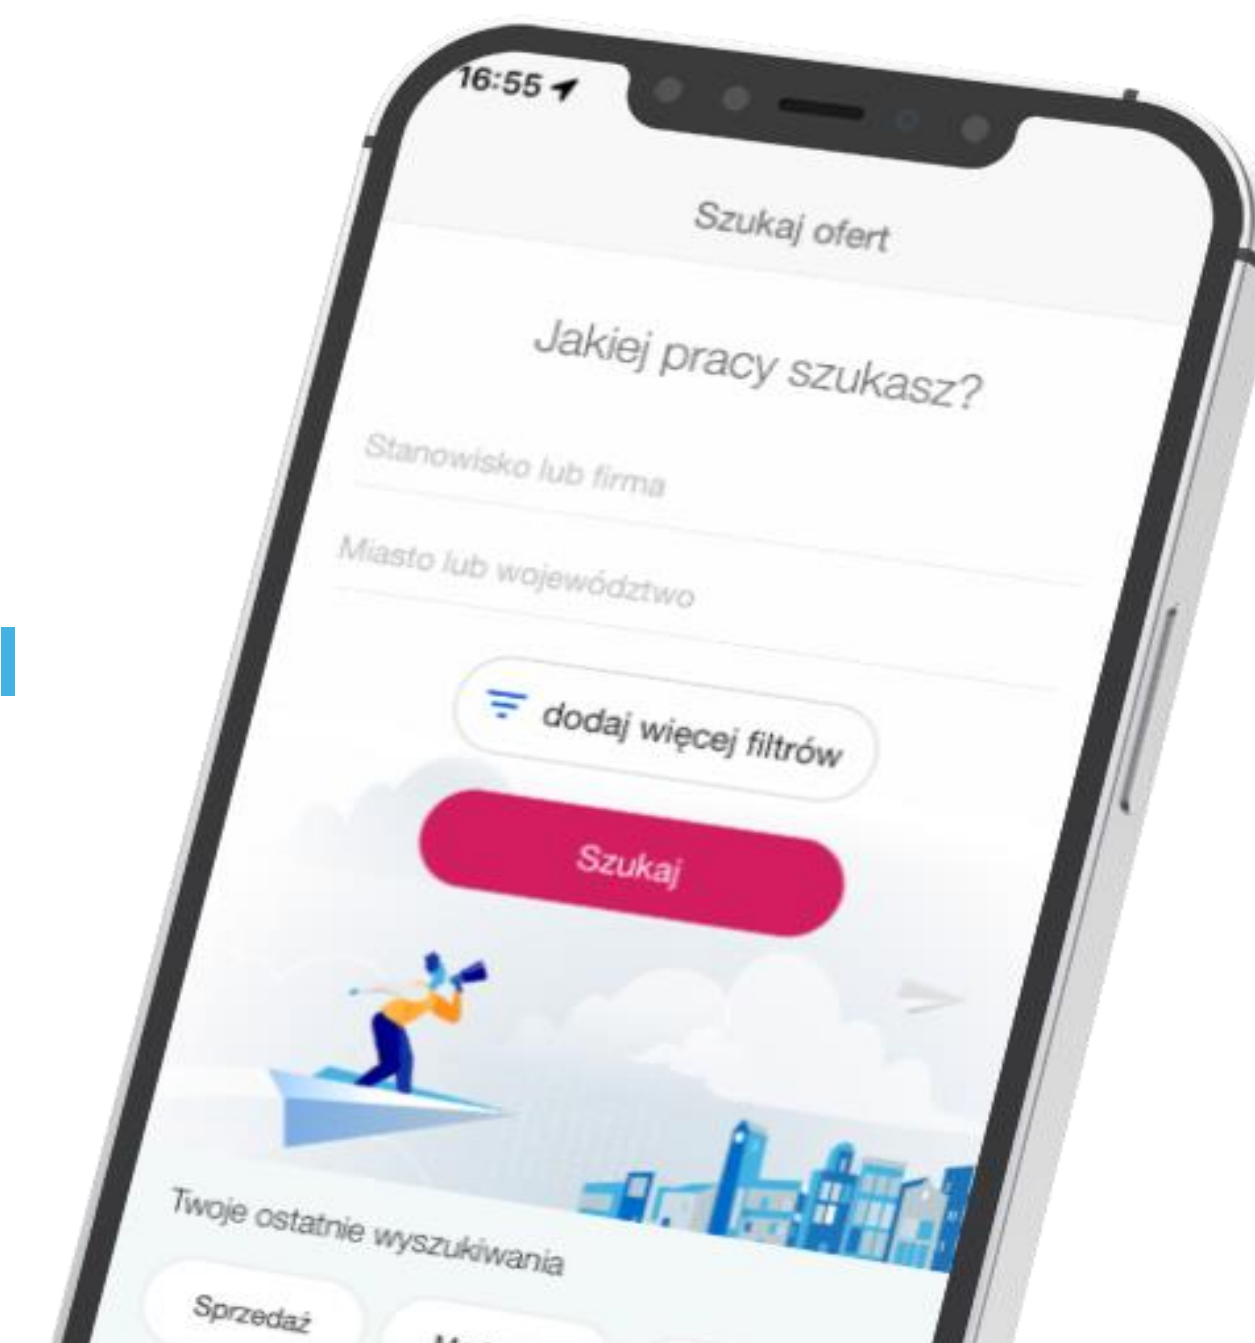 16:55
Szukaj ofert
Jakiej pracy szukasz?
Stanowisko lub firma
Miasto lub województwo
dodaj więcej filtrów
Szukaj
Twoje ostatnie wyszukiwania
Sprzedaż